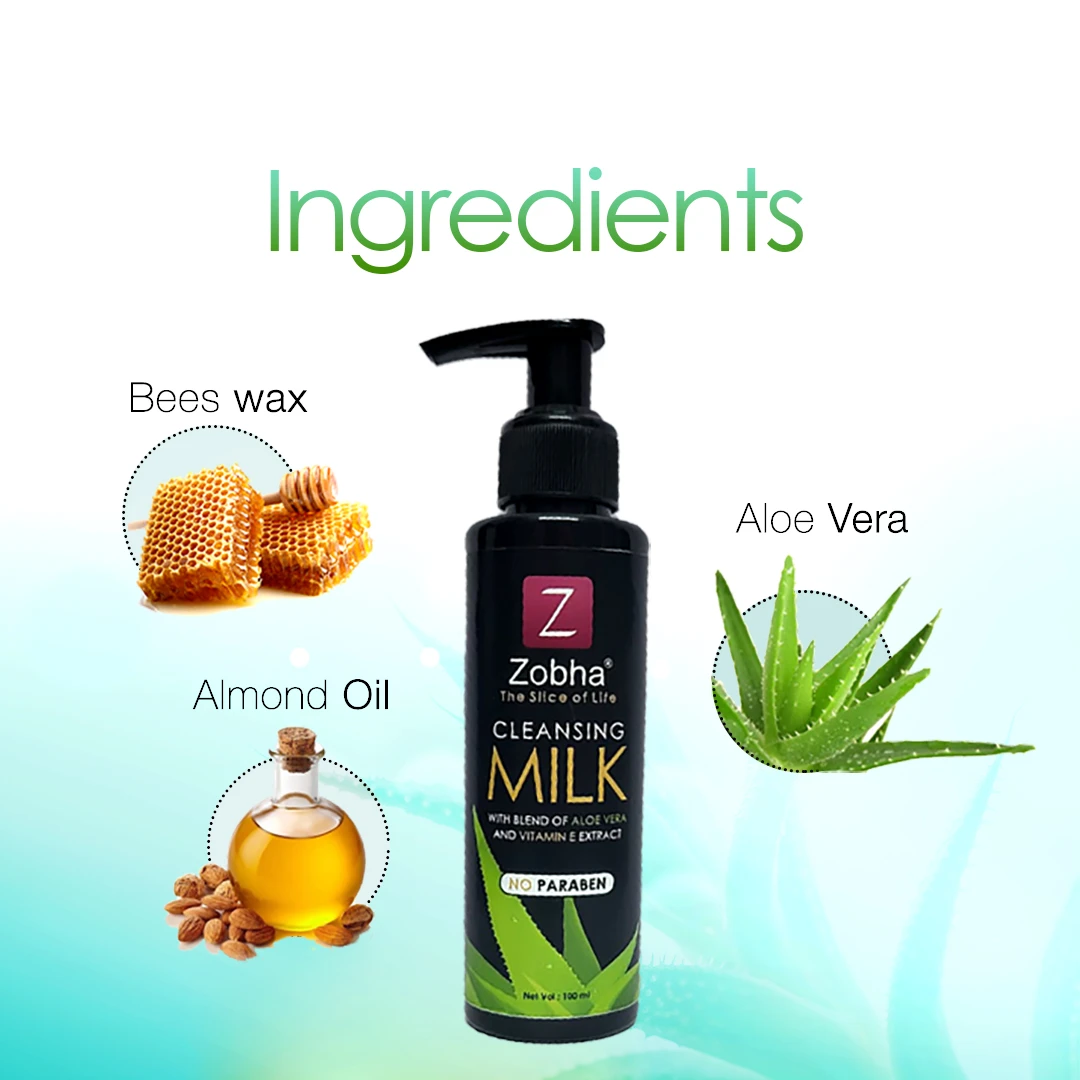 Ingredients
Bees wax
Aloe Vera
Almond Oil
Z
Zobha®
The Slice of Life
CLEANSING
MILK
WITH BLEND OF ALOE VERA
AND VITAMIN E EXTRACT
NO PARABEN
Net Vol : 100 ml